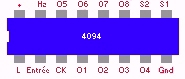 + Hz O5 O6 O7 O8 S2 S1
4094
L Entrée CK O1 O2 O3 O4 Gnd